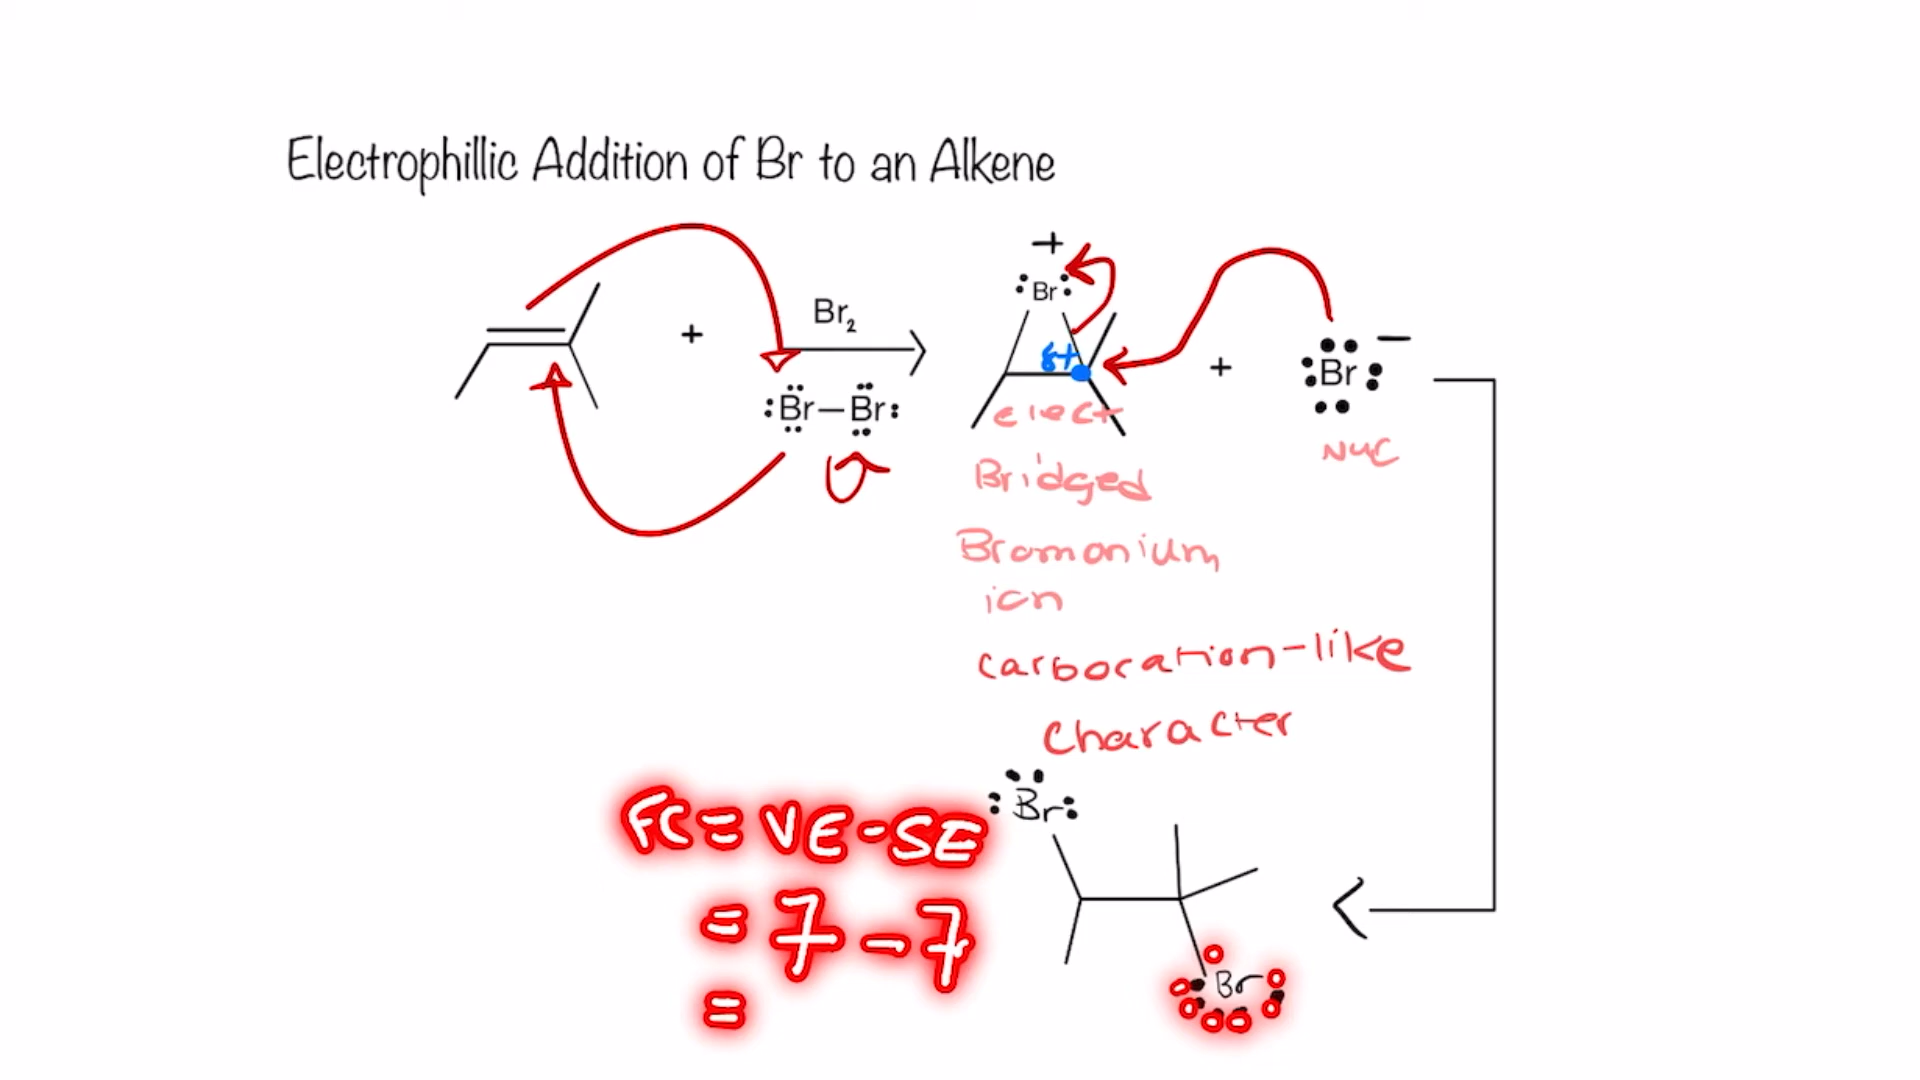 Electrophillic Addition of Br to an Alkene
+
Br₂
:Br—Br:
+
:Br:
δ+
+
Br
—
elect
Nuc
Bridged
Bromonium
ion
carbocation-like
character
:Br:
FC = VE - SE
= 7 - 7
=
Br